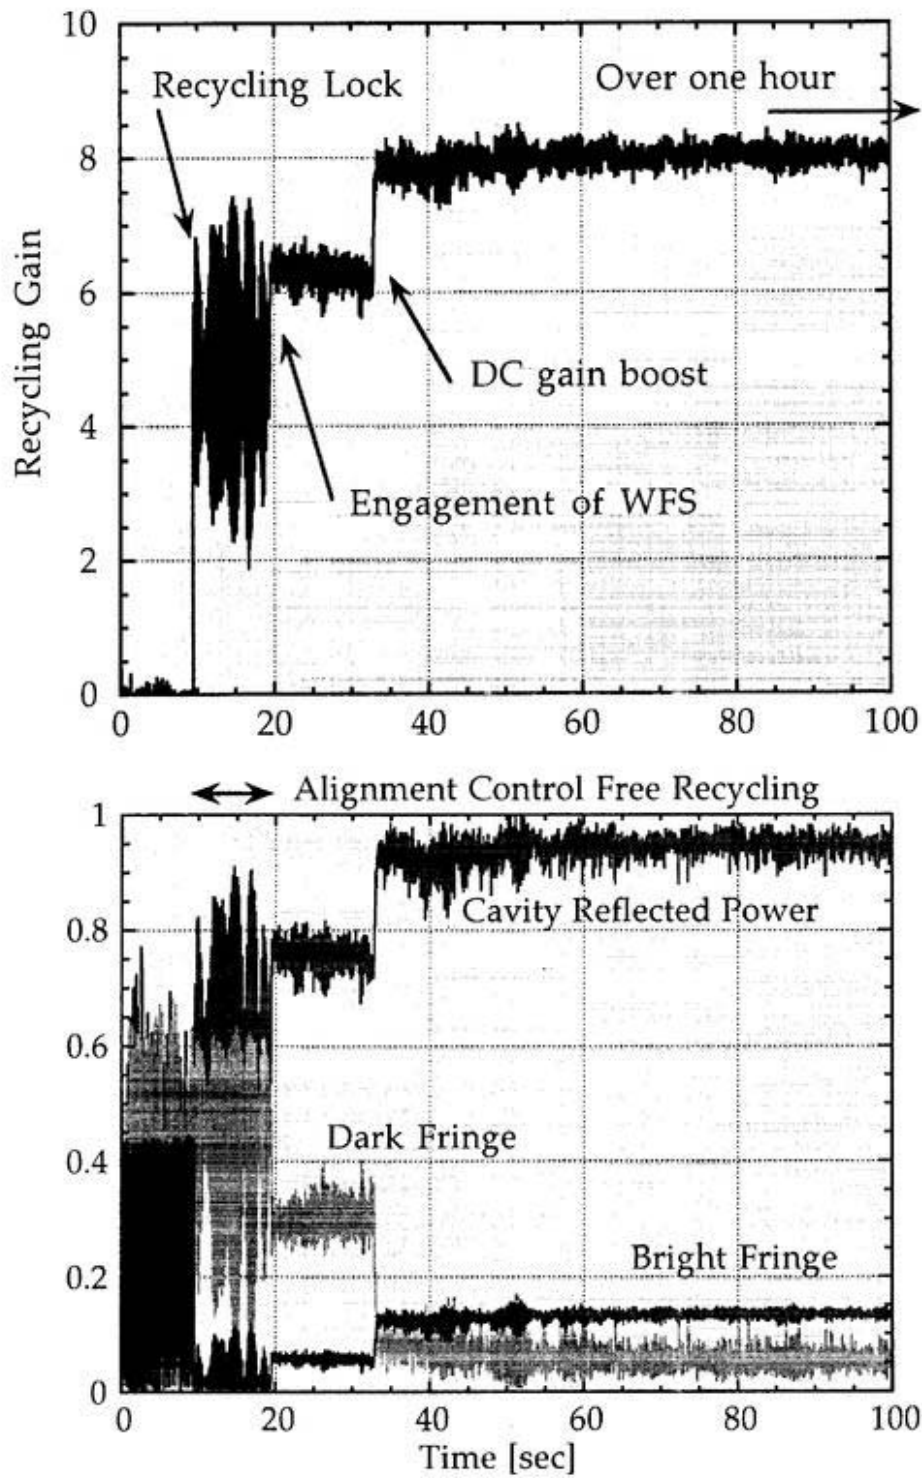 10
Recycling Lock
Over one hour
8
6
DC gain boost
4
Engagement of WFS
2
0
Recycling Gain
0 20 40 60 80 100
Alignment Control Free Recycling
1
Cavity Reflected Power
0.8
0.6
Dark Fringe
0.4
Bright Fringe
0.2
0
0 20 40 60 80 100
Time [sec]